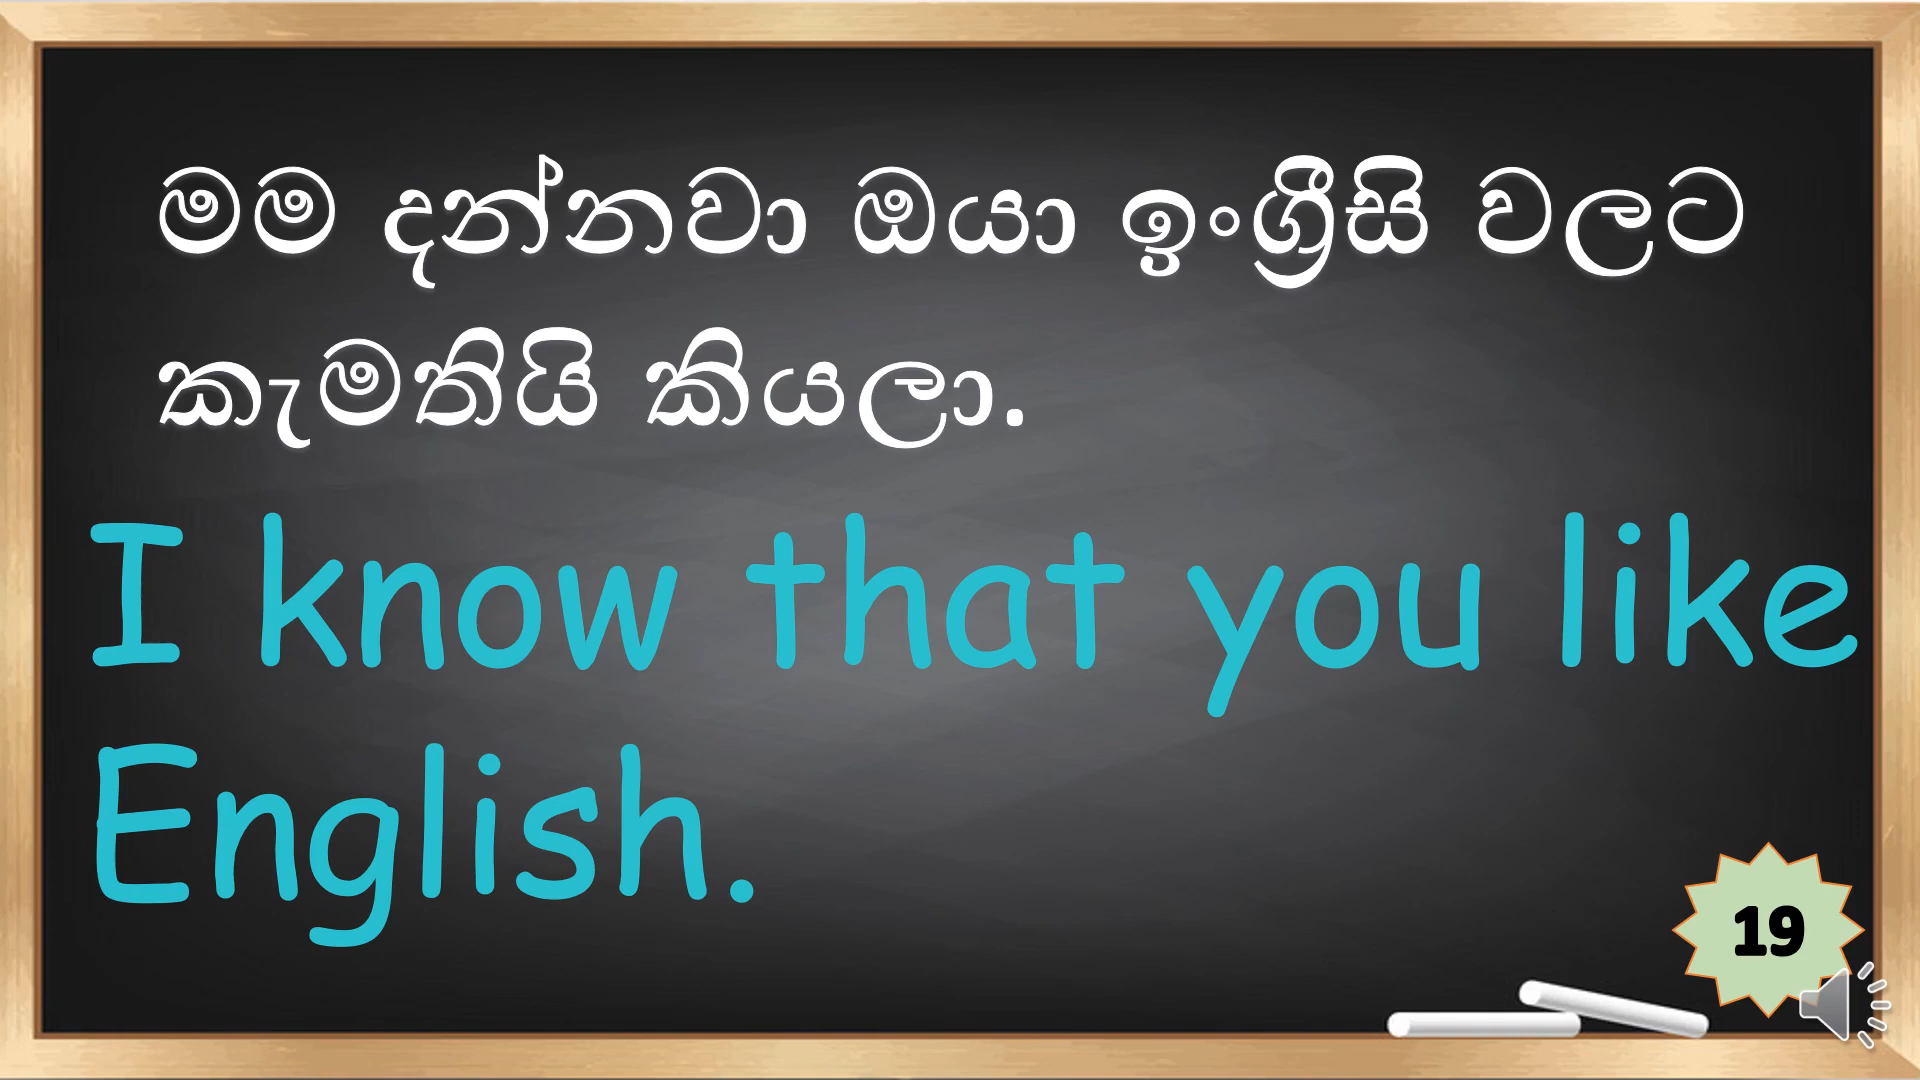 මම දන්නවා ඔයා ඉංග්‍රීසි වලට
කැමතියි කියලා.
I know that you like
English.
19